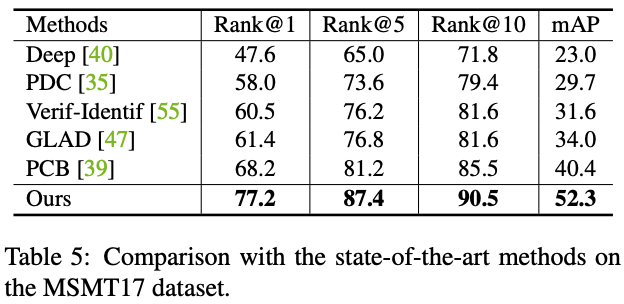 Methods Rank@1 Rank@5 Rank@10 mAP
Deep [40] 47.6 65.0 71.8 23.0
PDC [35] 58.0 73.6 79.4 29.7
Verif-Identif [55] 60.5 76.2 81.6 31.6
GLAD [47] 61.4 76.8 81.6 34.0
PCB [39] 68.2 81.2 85.5 40.4
Ours 77.2 87.4 90.5 52.3
Table 5: Comparison with the state-of-the-art methods on
the MSMT17 dataset.